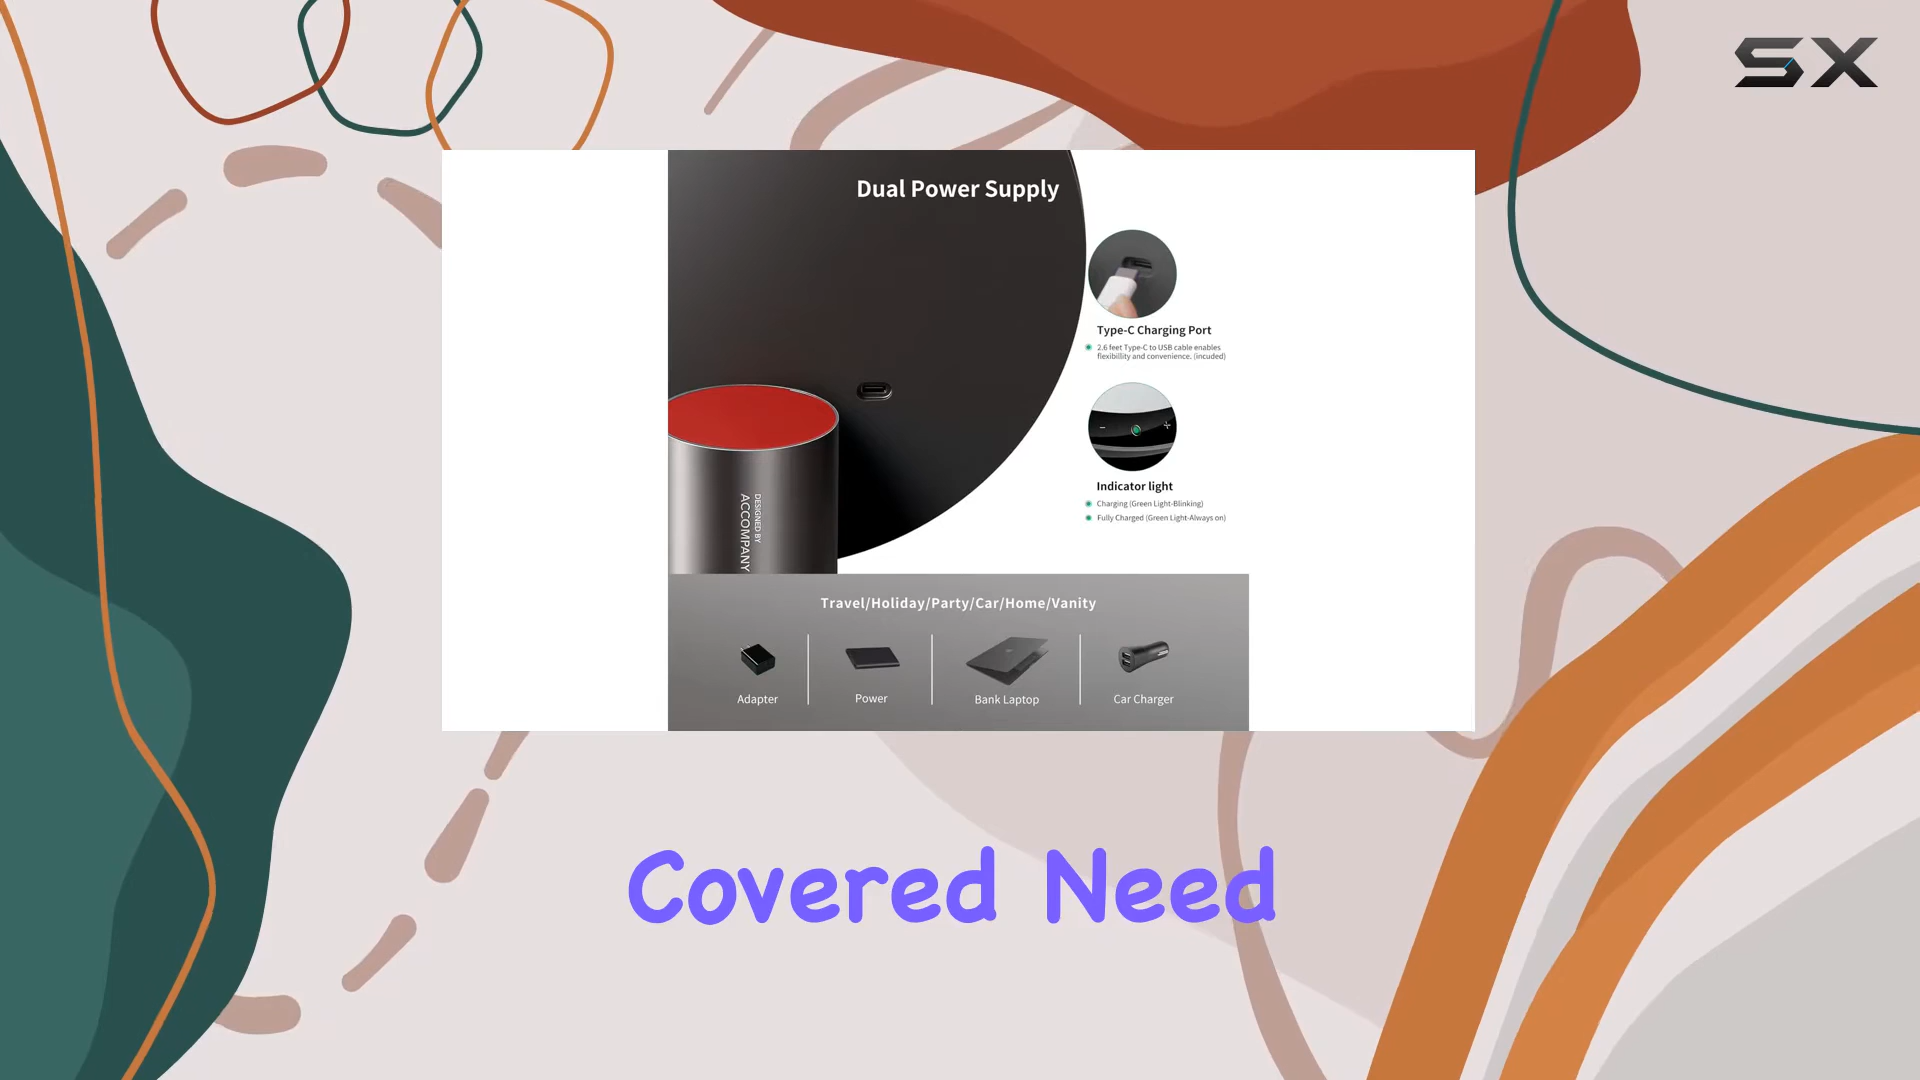 SX
Dual Power Supply
Type-C Charging Port
2.6 feet Type-C to USB cable enables
flexibility and convenience. (incuded)
DESIGNED BY
ACCOMPANY
Indicator light
Charging (Green Light-Blinking)
Fully Charged (Green Light-Always on)
Travel/Holiday/Party/Car/Home/Vanity
Adapter
Power
Bank Laptop
Car Charger
Covered Need